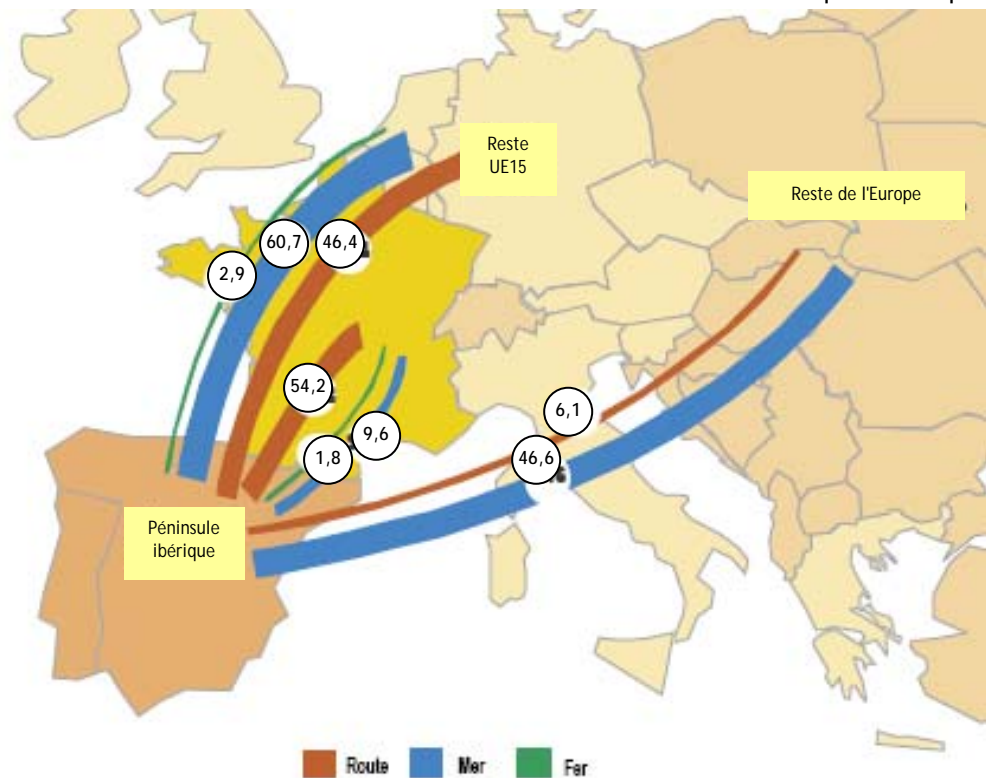 Reste
UE15
Reste de l'Europe
60,7
46,4
2,9
54,2
6,1
9,6
1,8
46,6
Péninsule
ibérique
Route Mer Fer